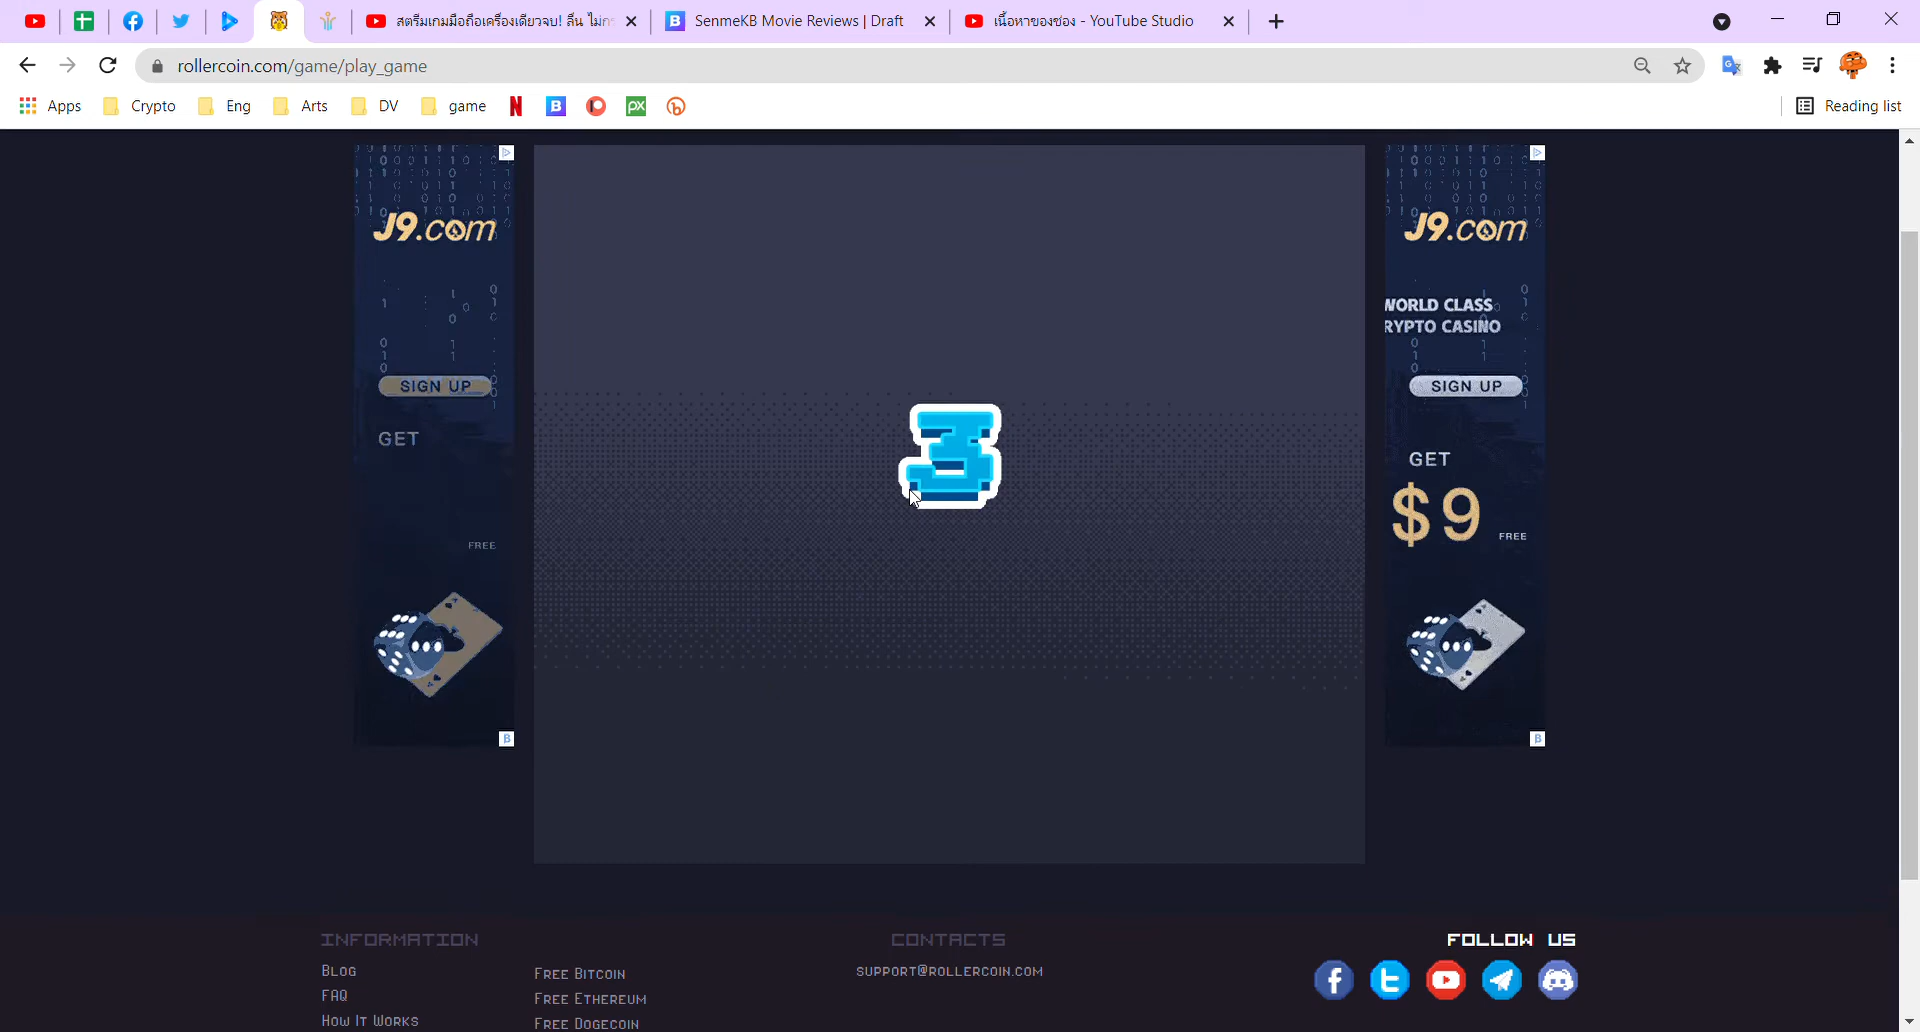 สตรีมเกมมือถือเครื่องเดียวจบ! ลื่น ไม่กร
SenmeKB Movie Reviews | Draft
เนื้อหาของช่อง - YouTube Studio
rollercoin.com/game/play_game
Apps
Crypto
Eng
Arts
DV
game
Reading list
J9.com
SIGN UP
GET
FREE
3
J9.com
WORLD CLASS
RYPTO CASINO
SIGN UP
GET
$9
FREE
INFORMATION
BLOG
FAQ
HOW IT WORKS
FREE BITCOIN
FREE ETHEREUM
FREE DOGECOIN
CONTACTS
SUPPORT@ROLLERCOIN.COM
FOLLOW US